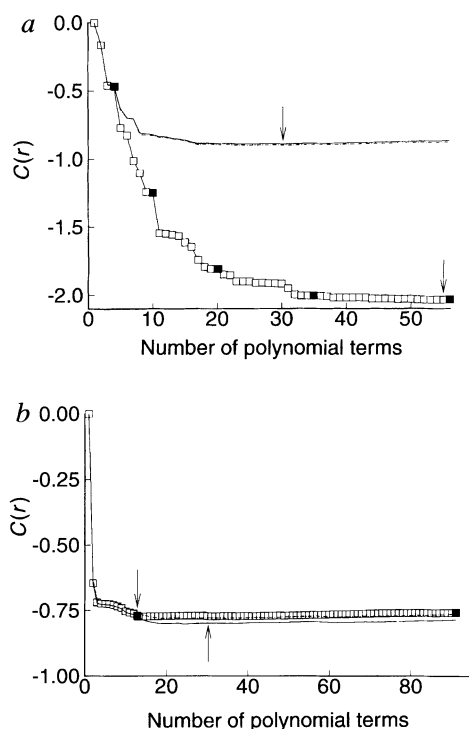 a
0.0
-0.5
-1.0
-1.5
-2.0
C(r)
0 10 20 30 40 50
Number of polynomial terms
b
0.00
-0.25
-0.50
-0.75
-1.00
C(r)
0 20 40 60 80
Number of polynomial terms